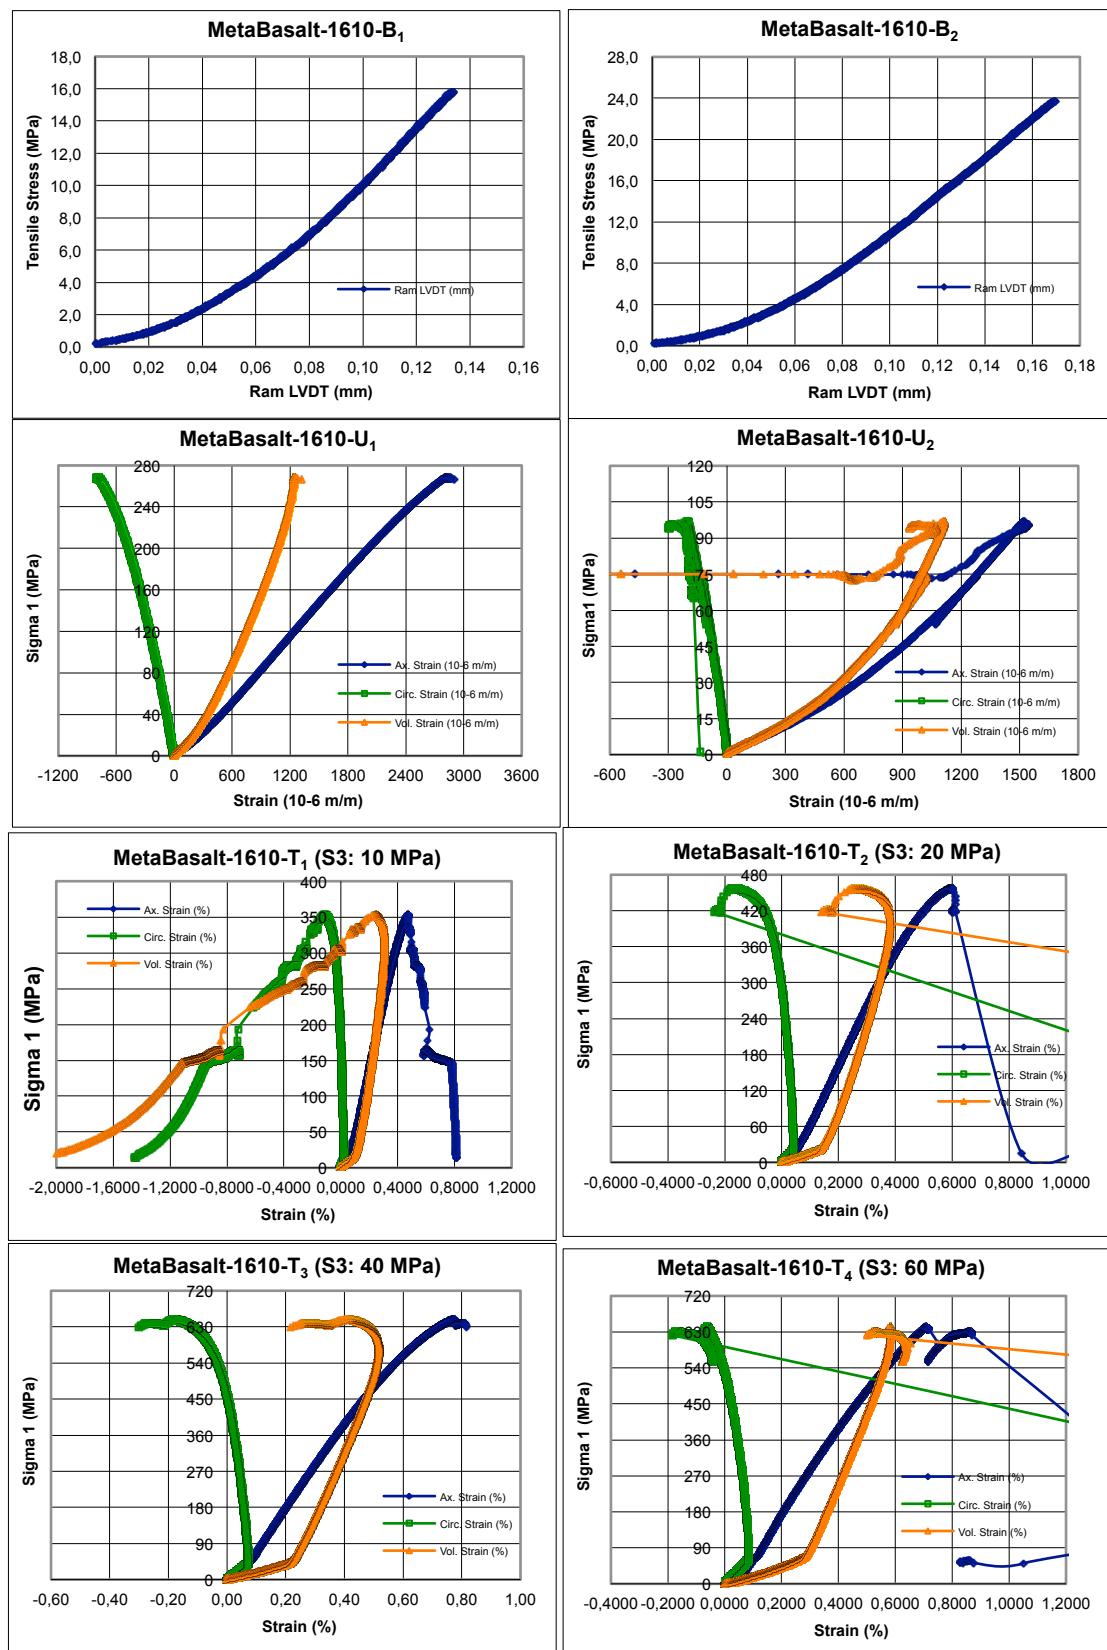 MetaBasalt-1610-B₁
18,0
16,0
14,0
12,0
10,0
8,0
6,0
4,0
2,0
0,0
Tensile Stress (MPa)
Ram LVDT (mm)
0,00 0,02 0,04 0,06 0,08 0,10 0,12 0,14 0,16
Ram LVDT (mm)
MetaBasalt-1610-B₂
28,0
24,0
20,0
16,0
12,0
8,0
4,0
0,0
Tensile Stress (MPa)
Ram LVDT (mm)
0,00 0,02 0,04 0,06 0,08 0,10 0,12 0,14 0,16 0,18
Ram LVDT (mm)
MetaBasalt-1610-U₁
280
240
200
160
120
80
40
0
Sigma 1 (MPa)
Ax. Strain (10-6 m/m)
Circ. Strain (10-6 m/m)
Vol. Strain (10-6 m/m)
-1200 -600 0 600 1200 1800 2400 3000 3600
Strain (10-6 m/m)
MetaBasalt-1610-U₂
120
105
90
75
60
45
30
15
0
Sigma1 (MPa)
Ax. Strain (10-6 m/m)
Circ. Strain (10-6 m/m)
Vol. Strain (10-6 m/m)
-600 -300 0 300 600 900 1200 1500 1800
Strain (10-6 m/m)
MetaBasalt-1610-T₁ (S3: 10 MPa)
400
350
300
250
200
150
100
50
0
Sigma 1 (MPa)
Ax. Strain (%)
Circ. Strain (%)
Vol. Strain (%)
-2,0000 -1,6000 -1,2000 -0,8000 -0,4000 0,0000 0,4000 0,8000 1,2000
Strain (%)
MetaBasalt-1610-T₂ (S3: 20 MPa)
480
420
360
300
240
180
120
60
0
Sigma 1 (MPa)
Ax. Strain (%)
Circ. Strain (%)
Vol. Strain (%)
-0,6000 -0,4000 -0,2000 0,0000 0,2000 0,4000 0,6000 0,8000 1,0000
Strain (%)
MetaBasalt-1610-T₃ (S3: 40 MPa)
720
630
540
450
360
270
180
90
0
Sigma 1 (MPa)
Ax. Strain (%)
Circ. Strain (%)
Vol. Strain (%)
-0,60 -0,40 -0,20 0,00 0,20 0,40 0,60 0,80 1,00
Strain (%)
MetaBasalt-1610-T₄ (S3: 60 MPa)
720
630
540
450
360
270
180
90
0
Sigma 1 (MPa)
Ax. Strain (%)
Circ. Strain (%)
Vol. Strain (%)
-0,4000 -0,2000 0,0000 0,2000 0,4000 0,6000 0,8000 1,0000 1,2000
Strain (%)